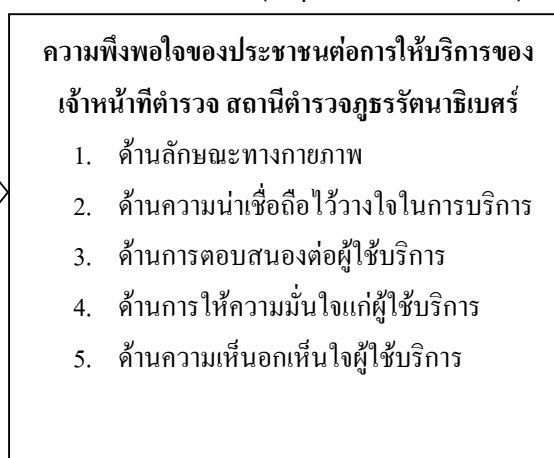 ความพึงพอใจของประชาชนต่อการให้บริการของ
เจ้าหน้าที่ตำรวจ สถานีตำรวจภูธรรัตนาธิเบศร์
1. ด้านลักษณะทางกายภาพ
2. ด้านความน่าเชื่อถือไว้วางใจในการบริการ
3. ด้านการตอบสนองต่อผู้ใช้บริการ
4. ด้านการให้ความมั่นใจแก่ผู้ใช้บริการ
5. ด้านความเห็นอกเห็นใจผู้ใช้บริการ